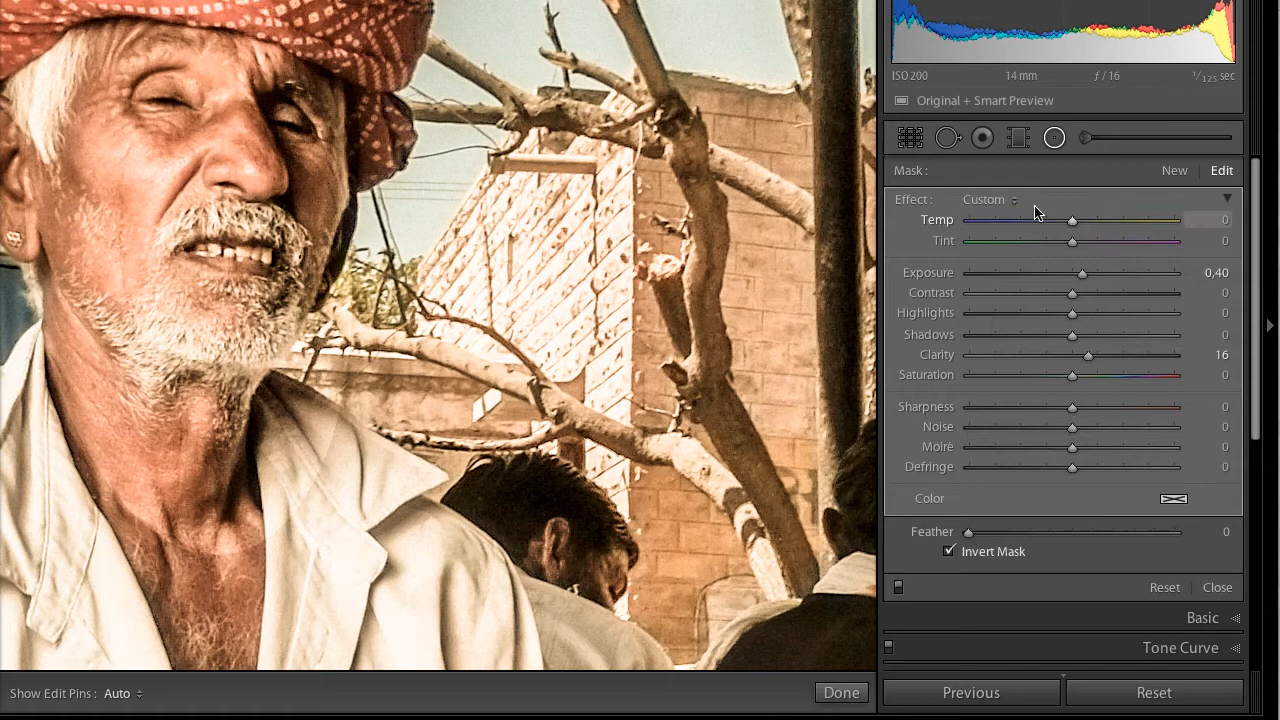 ISO 200 14 mm ƒ / 16 1/125 sec
Original + Smart Preview
Mask : New Edit
Effect : Custom
Temp 0
Tint 0
Exposure 0,40
Contrast 0
Highlights 0
Shadows 0
Clarity 16
Saturation 0
Sharpness 0
Noise 0
Moiré 0
Defringe 0
Color
Feather 0
Invert Mask
Reset Close
Basic
Tone Curve
Show Edit Pins : Auto Done Previous Reset